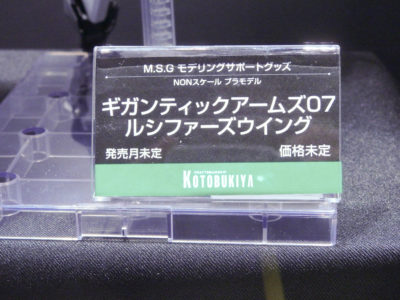 M.S.G モデリングサポートグッズ
NONスケール プラモデル
ギガンティックアームズ07
ルシファーズウイング
発売月未定 価格未定
KOTOBUKIYA